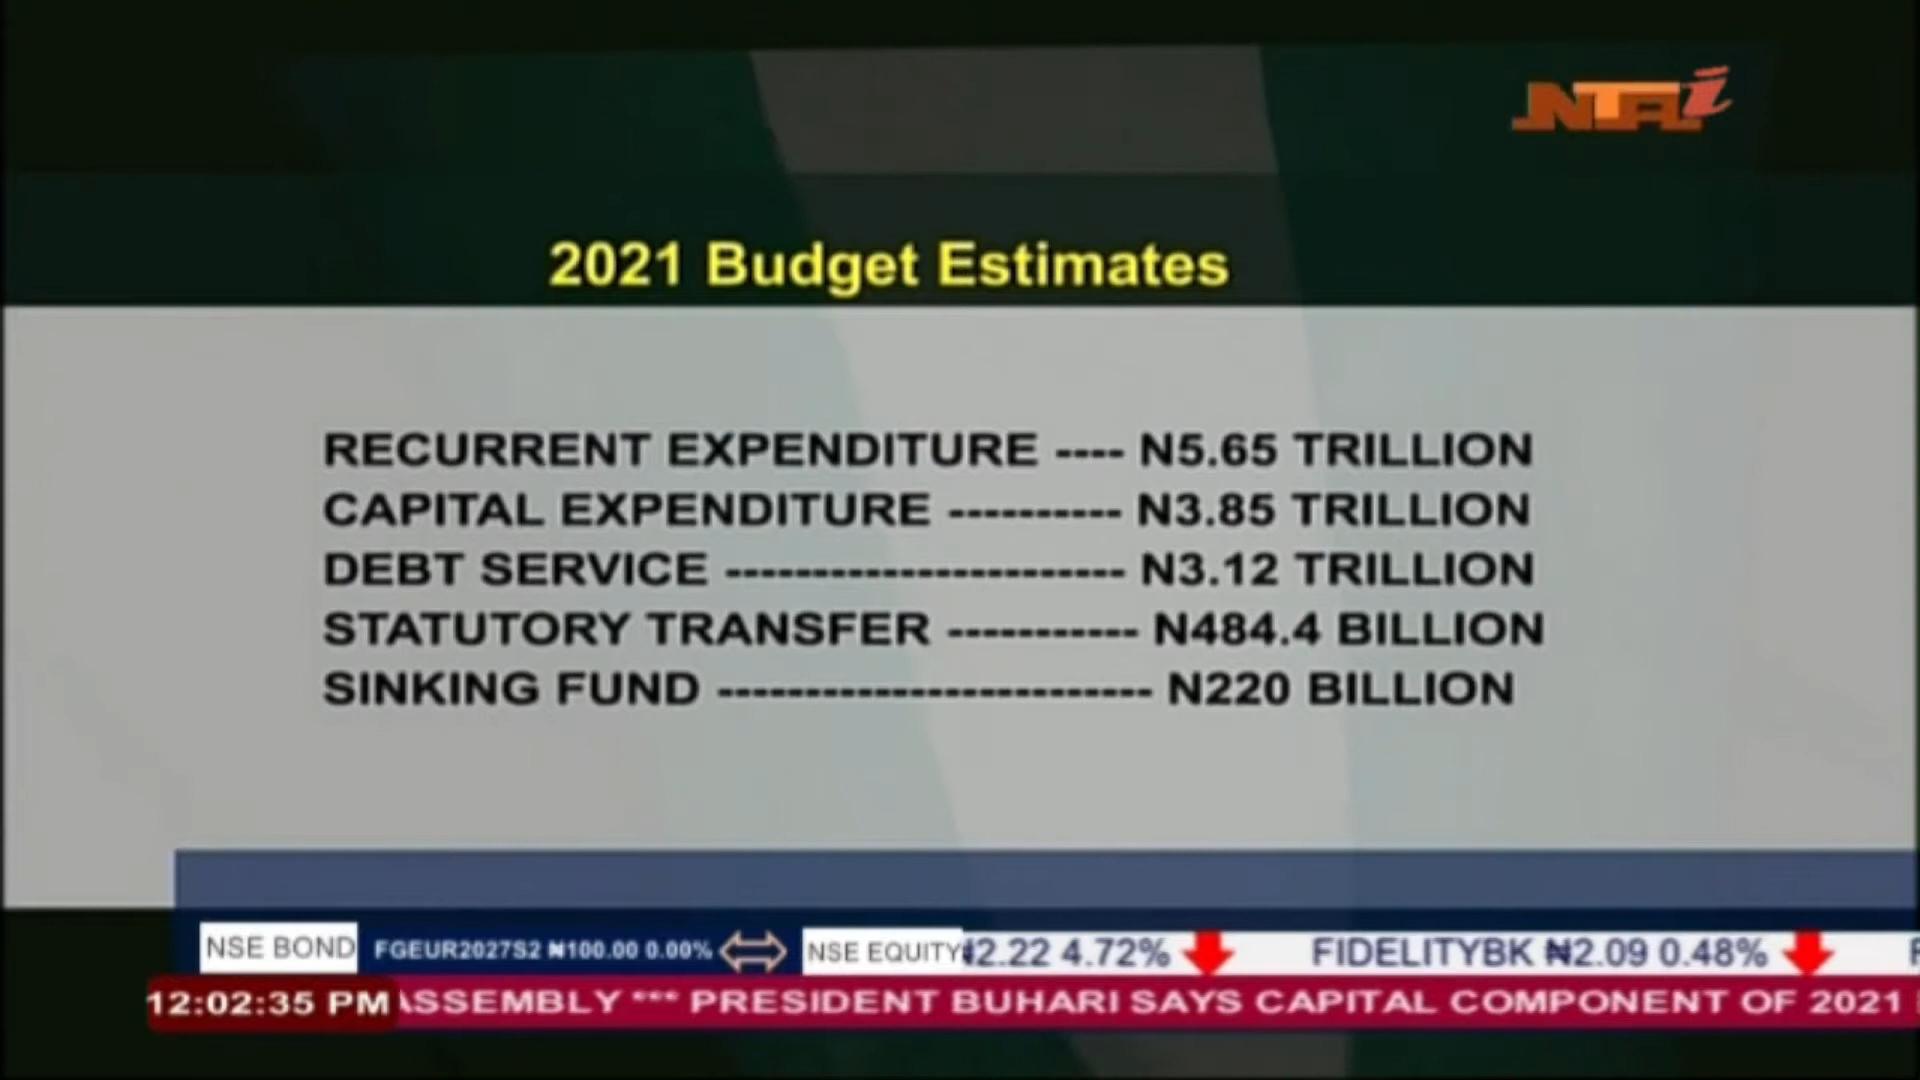 NTA i
2021 Budget Estimates
RECURRENT EXPENDITURE ---- N5.65 TRILLION
CAPITAL EXPENDITURE ---------- N3.85 TRILLION
DEBT SERVICE ----------------------- N3.12 TRILLION
STATUTORY TRANSFER ----------- N484.4 BILLION
SINKING FUND ------------------------- N220 BILLION
NSE BOND FGEUR2027S2 ₦100.00 0.00% NSE EQUITY 2.22 4.72% FIDELITYBK ₦2.09 0.48%
12:02:35 PM ASSEMBLY *** PRESIDENT BUHARI SAYS CAPITAL COMPONENT OF 2021